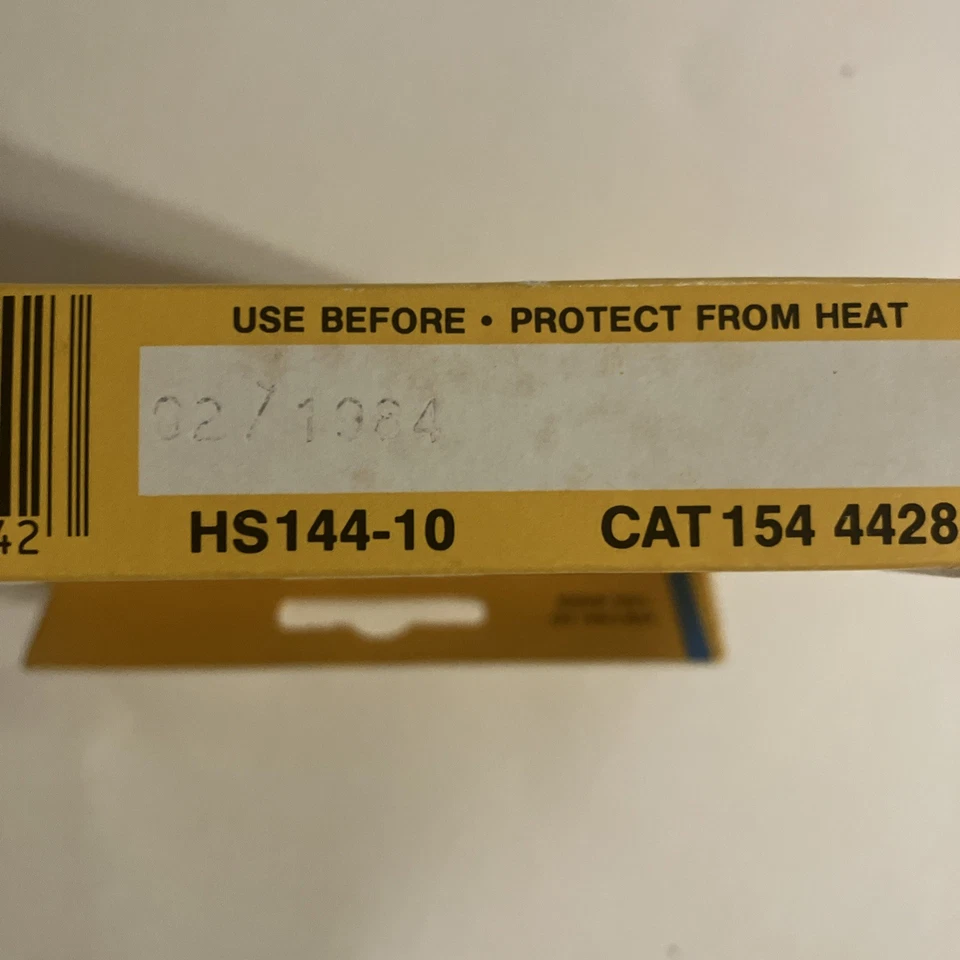 USE BEFORE • PROTECT FROM HEAT
02/1984
42
HS144-10
CAT 154 4428